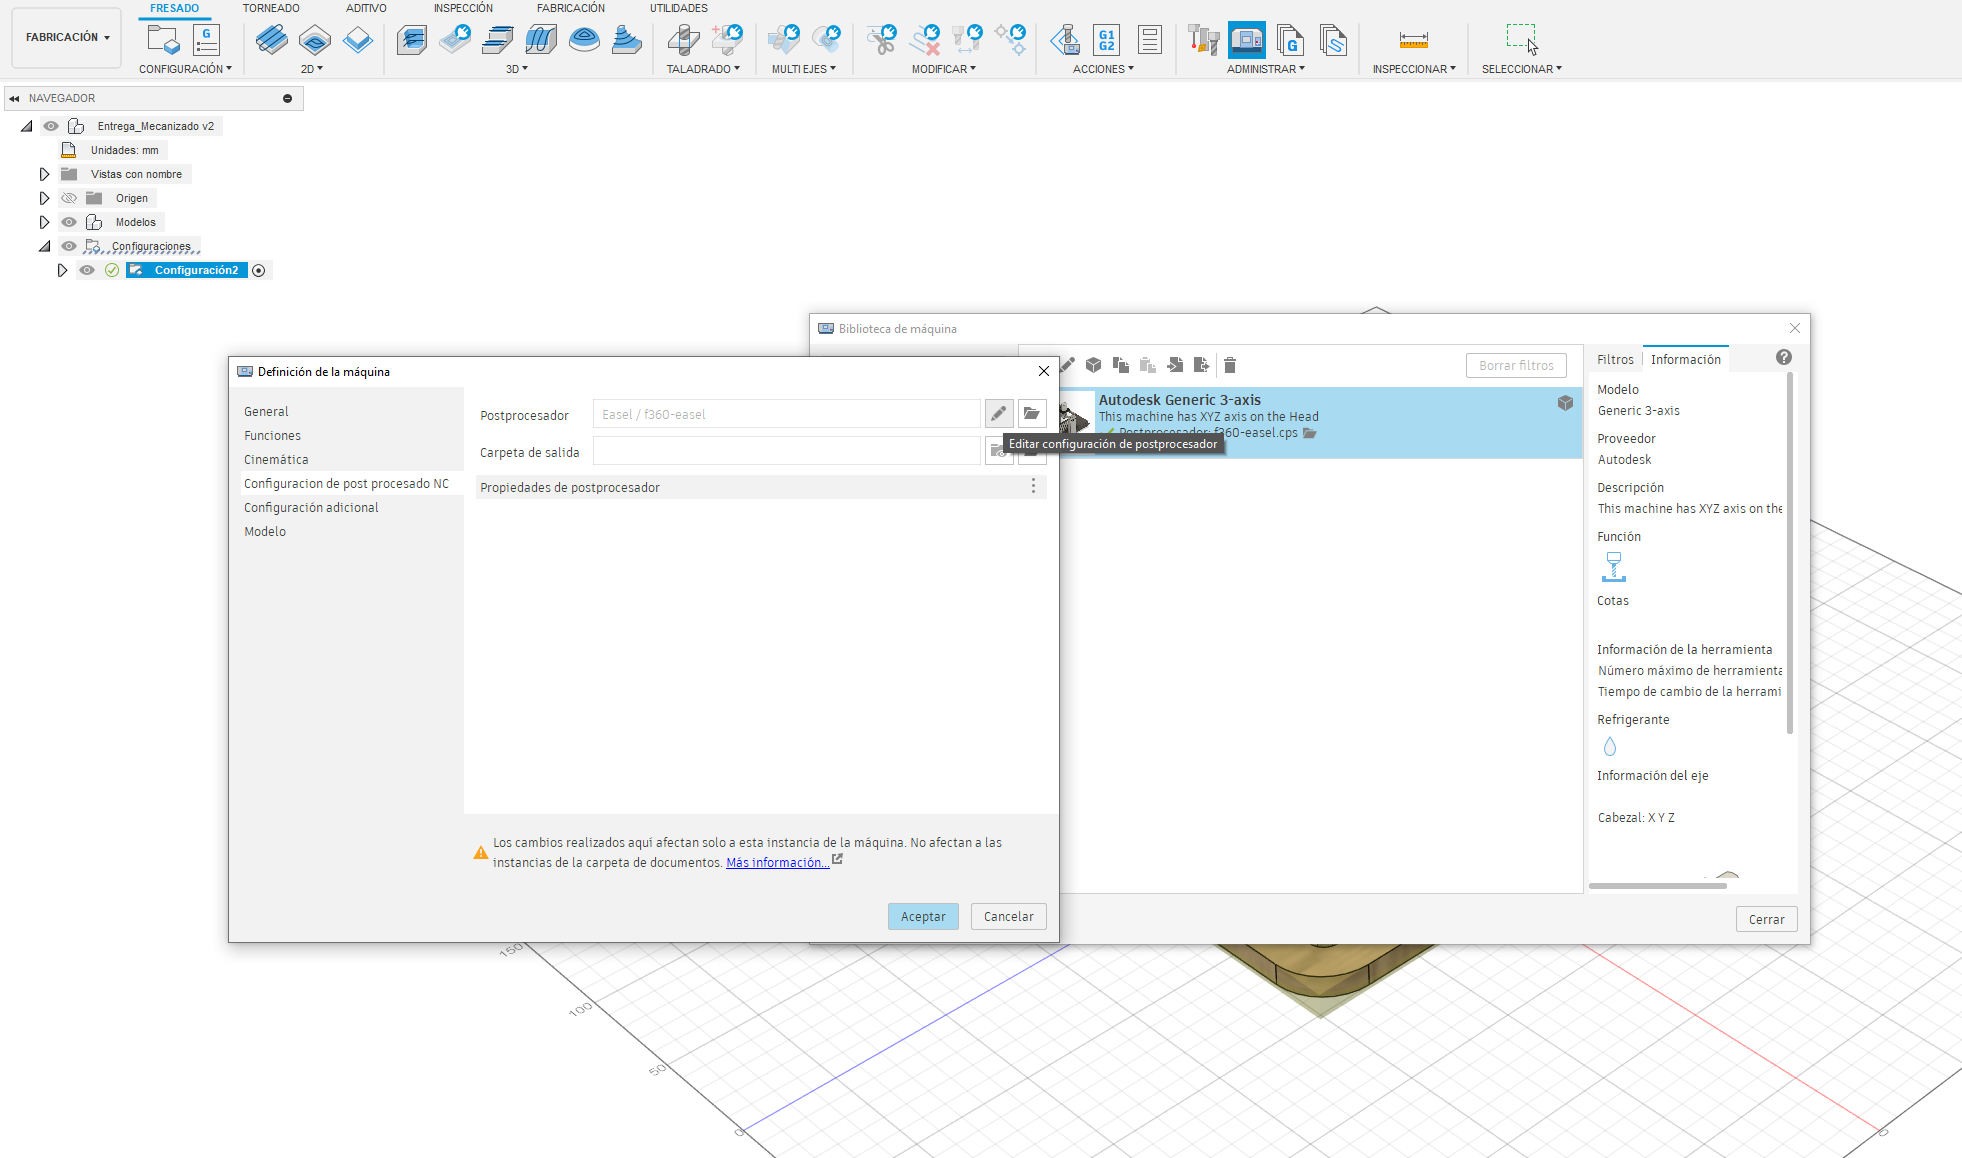 FABRICACIÓN
FRESADO
TORNEADO
ADITIVO
INSPECCIÓN
FABRICACIÓN
UTILIDADES
G
G1
G2
G
S
CONFIGURACIÓN
2D
3D
TALADRADO
MULTI EJES
MODIFICAR
ACCIONES
ADMINISTRAR
INSPECCIONAR
SELECCIONAR
NAVEGADOR
Entrega_Mecanizado v2
Unidades: mm
Vistas con nombre
Origen
Modelos
Configuraciones
Configuración2
Definición de la máquina
General
Funciones
Cinemática
Configuracion de post procesado NC
Configuración adicional
Modelo
Postprocesador
Easel / f360-easel
Carpeta de salida
Propiedades de postprocesador
Editar configuración de postprocesador
Los cambios realizados aquí afectan solo a esta instancia de la máquina. No afectan a las
instancias de la carpeta de documentos. Más información...
Aceptar
Cancelar
Biblioteca de máquina
Borrar filtros
Autodesk Generic 3-axis
This machine has XYZ axis on the Head
Postprocesador: f360-easel.cps
Filtros
Información
Modelo
Generic 3-axis
Proveedor
Autodesk
Descripción
This machine has XYZ axis on the
Función
Cotas
Información de la herramienta
Número máximo de herramienta
Tiempo de cambio de la herrami
Refrigerante
Información del eje
Cabezal: X Y Z
Cerrar
150
100
50
0
0